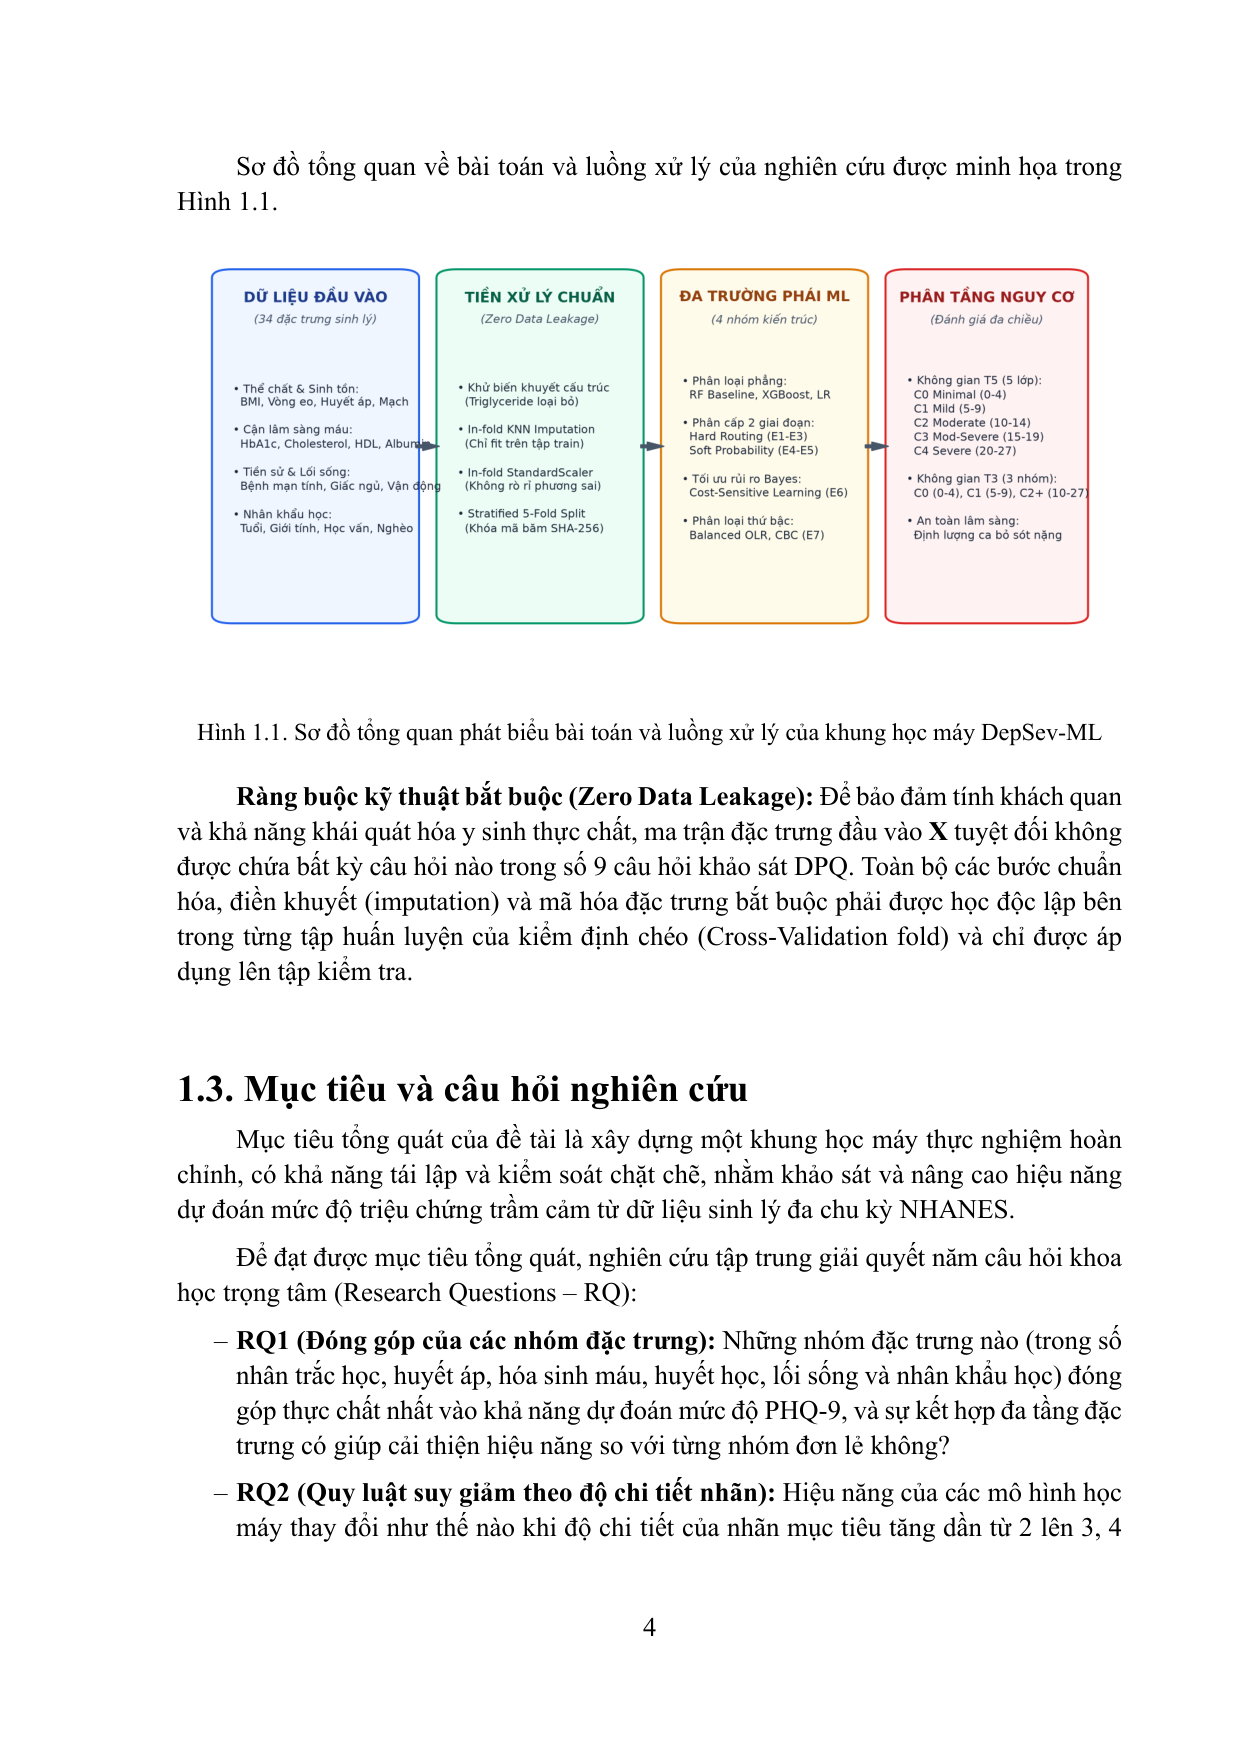 Sơ đồ tổng quan về bài toán và luồng xử lý của nghiên cứu được minh họa trong
Hình 1.1.
DỮ LIỆU ĐẦU VÀO
(34 đặc trưng sinh lý)
• Thể chất & Sinh tồn:
BMI, Vòng eo, Huyết áp, Mạch
• Cận lâm sàng máu:
HbA1c, Cholesterol, HDL, Albumin
• Tiền sử & Lối sống:
Bệnh mạn tính, Giấc ngủ, Vận động
• Nhân khẩu học:
Tuổi, Giới tính, Học vấn, Nghèo
TIỀN XỬ LÝ CHUẨN
(Zero Data Leakage)
• Khử biến khuyết cấu trúc
(Triglyceride loại bỏ)
• In-fold KNN Imputation
(Chỉ fit trên tập train)
• In-fold StandardScaler
(Không rò rỉ phương sai)
• Stratified 5-Fold Split
(Khóa mã băm SHA-256)
ĐA TRƯỜNG PHÁI ML
(4 nhóm kiến trúc)
• Phân loại phẳng:
RF Baseline, XGBoost, LR
• Phân cấp 2 giai đoạn:
Hard Routing (E1-E3)
Soft Probability (E4-E5)
• Tối ưu rủi ro Bayes:
Cost-Sensitive Learning (E6)
• Phân loại thứ bậc:
Balanced OLR, CBC (E7)
PHÂN TẦNG NGUY CƠ
(Đánh giá đa chiều)
• Không gian T5 (5 lớp):
C0 Minimal (0-4)
C1 Mild (5-9)
C2 Moderate (10-14)
C3 Mod-Severe (15-19)
C4 Severe (20-27)
• Không gian T3 (3 nhóm):
C0 (0-4), C1 (5-9), C2+ (10-27)
• An toàn lâm sàng:
Định lượng ca bỏ sót nặng
Hình 1.1. Sơ đồ tổng quan phát biểu bài toán và luồng xử lý của khung học máy DepSev-ML
Ràng buộc kỹ thuật bắt buộc (Zero Data Leakage): Để bảo đảm tính khách quan
và khả năng khái quát hóa y sinh thực chất, ma trận đặc trưng đầu vào X tuyệt đối không
được chứa bất kỳ câu hỏi nào trong số 9 câu hỏi khảo sát DPQ. Toàn bộ các bước chuẩn
hóa, điền khuyết (imputation) và mã hóa đặc trưng bắt buộc phải được học độc lập bên
trong từng tập huấn luyện của kiểm định chéo (Cross-Validation fold) và chỉ được áp
dụng lên tập kiểm tra.
1.3. Mục tiêu và câu hỏi nghiên cứu
Mục tiêu tổng quát của đề tài là xây dựng một khung học máy thực nghiệm hoàn
chỉnh, có khả năng tái lập và kiểm soát chặt chẽ, nhằm khảo sát và nâng cao hiệu năng
dự đoán mức độ triệu chứng trầm cảm từ dữ liệu sinh lý đa chu kỳ NHANES.
Để đạt được mục tiêu tổng quát, nghiên cứu tập trung giải quyết năm câu hỏi khoa
học trọng tâm (Research Questions – RQ):
– RQ1 (Đóng góp của các nhóm đặc trưng): Những nhóm đặc trưng nào (trong số
nhân trắc học, huyết áp, hóa sinh máu, huyết học, lối sống và nhân khẩu học) đóng
góp thực chất nhất vào khả năng dự đoán mức độ PHQ-9, và sự kết hợp đa tầng đặc
trưng có giúp cải thiện hiệu năng so với từng nhóm đơn lẻ không?
– RQ2 (Quy luật suy giảm theo độ chi tiết nhãn): Hiệu năng của các mô hình học
máy thay đổi như thế nào khi độ chi tiết của nhãn mục tiêu tăng dần từ 2 lên 3, 4
4